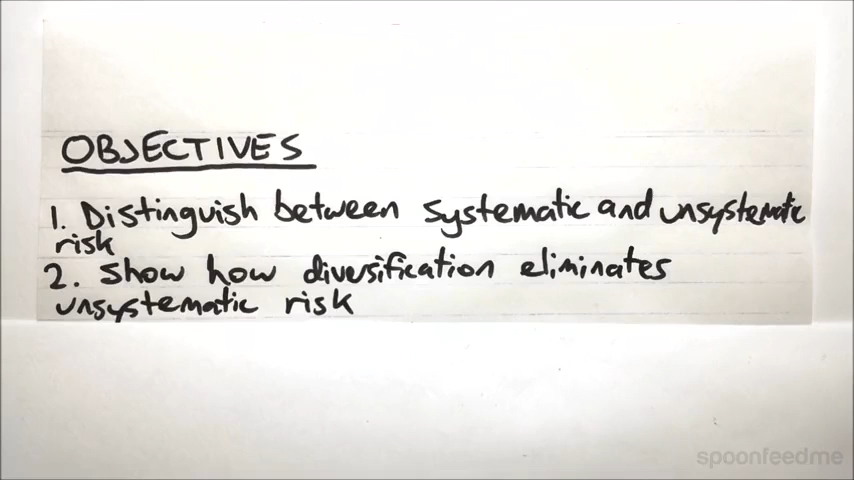 OBJECTIVES
1. Distinguish between systematic and unsystematic
risk
2. Show how diversification eliminates
unsystematic risk
spoonfeedme